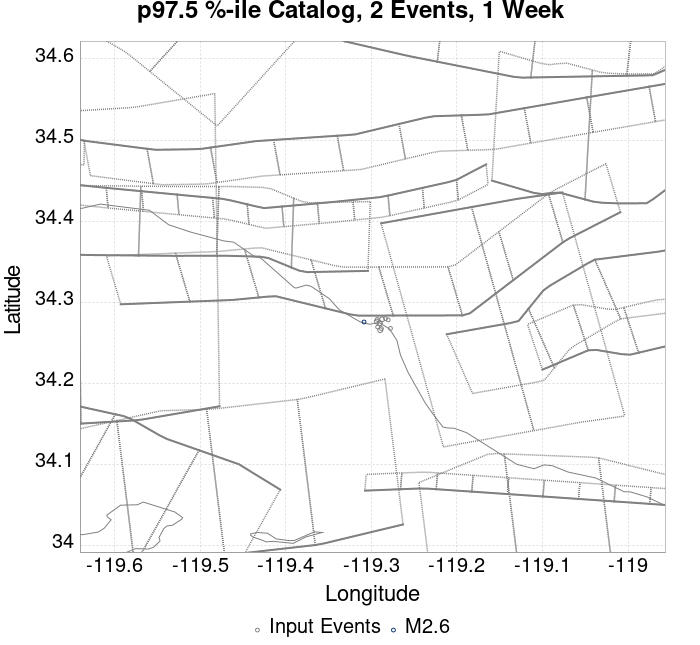 p97.5 %-ile Catalog, 2 Events, 1 Week
34.6
34.5
34.4
34.3
34.2
34.1
34
Latitude
-119.6 -119.5 -119.4 -119.3 -119.2 -119.1 -119
Longitude
Input Events M2.6